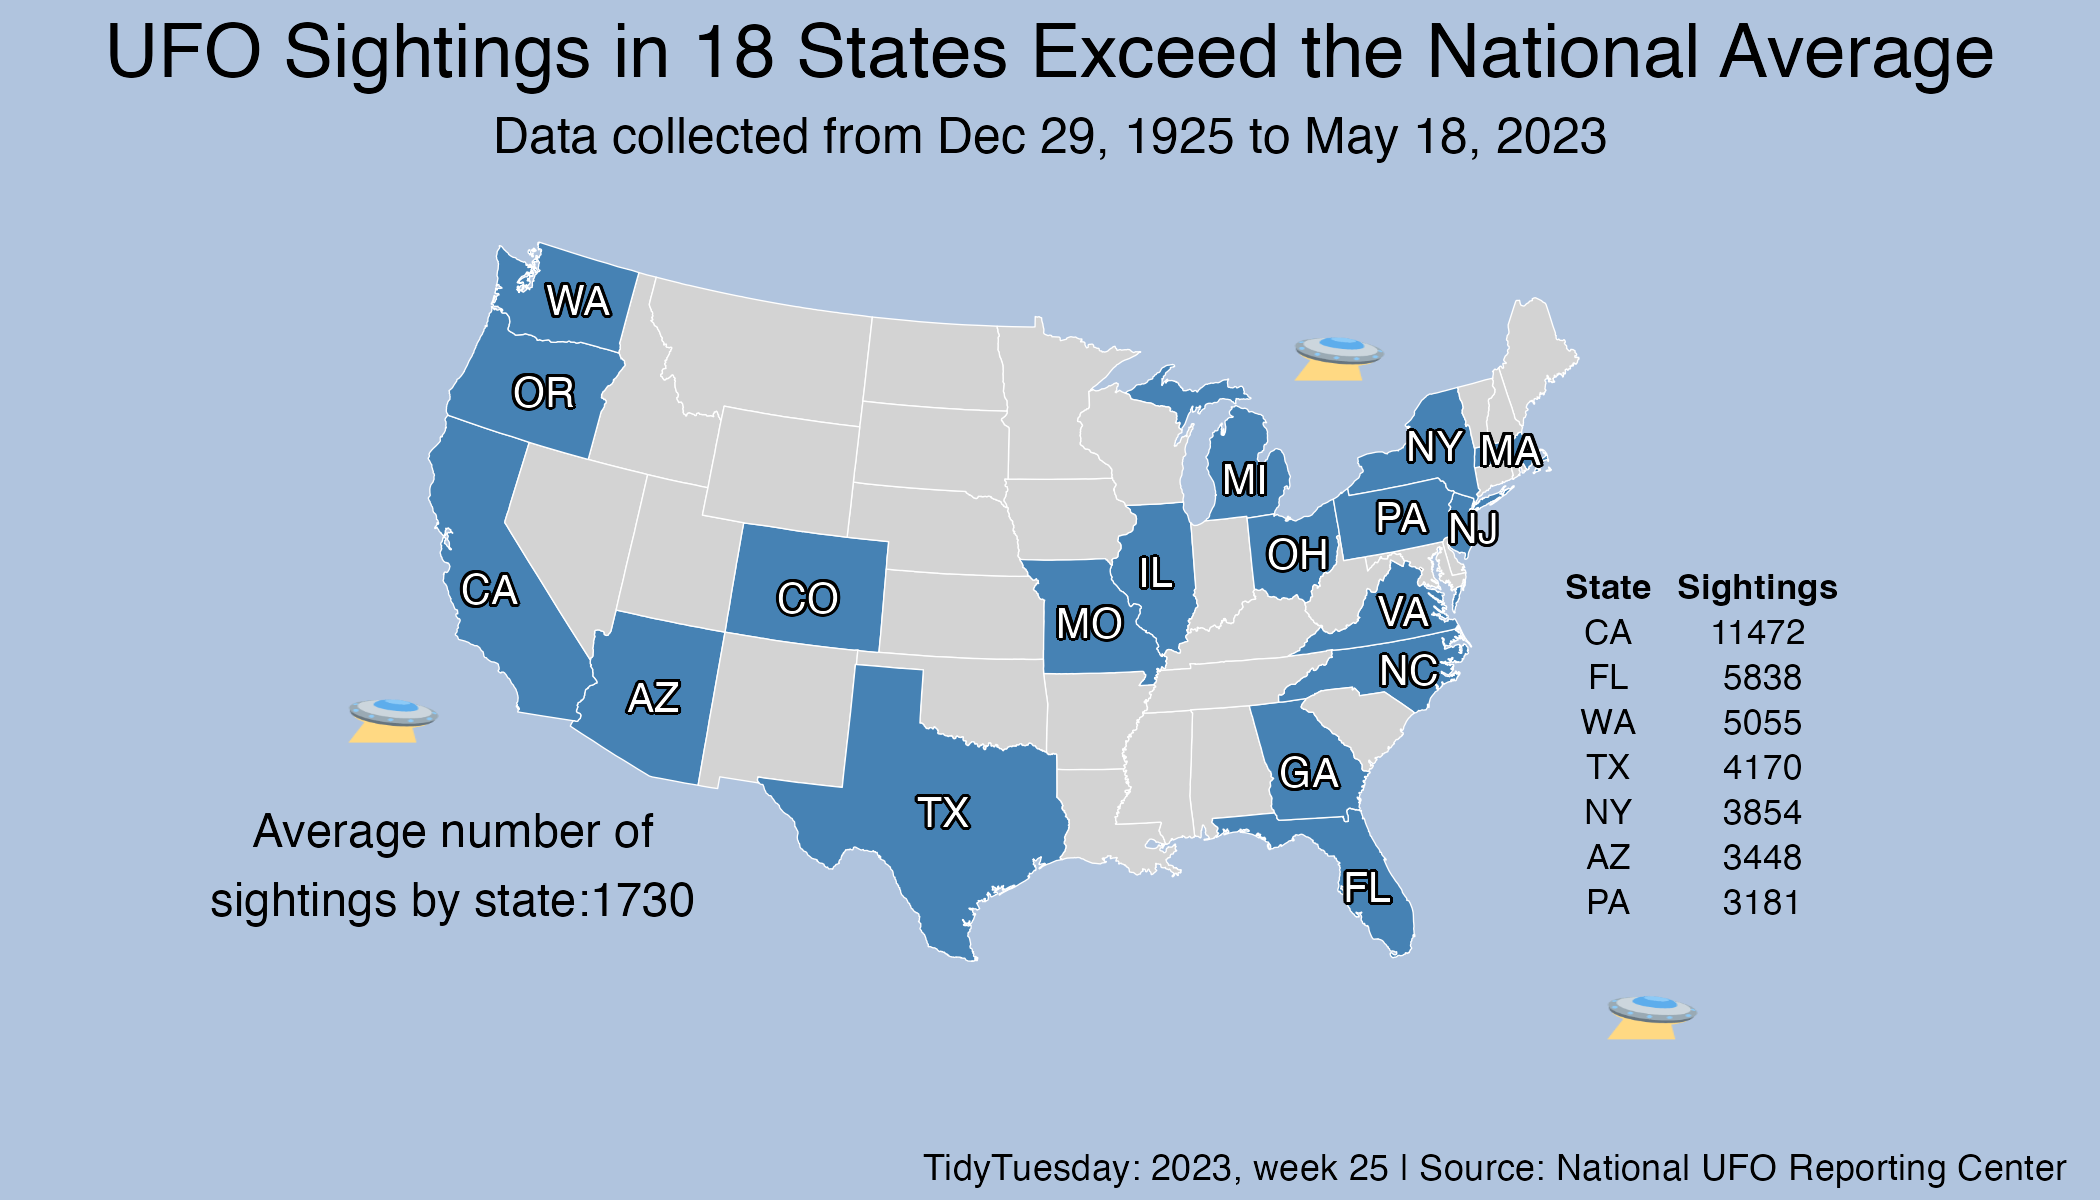 UFO Sightings in 18 States Exceed the National Average
Data collected from Dec 29, 1925 to May 18, 2023
WA
OR
CA
AZ
CO
TX
MO
IL
MI
OH
PA
NY
MA
NJ
VA
NC
GA
FL
Average number of
sightings by state:1730
State Sightings
CA 11472
FL 5838
WA 5055
TX 4170
NY 3854
AZ 3448
PA 3181
TidyTuesday: 2023, week 25 | Source: National UFO Reporting Center